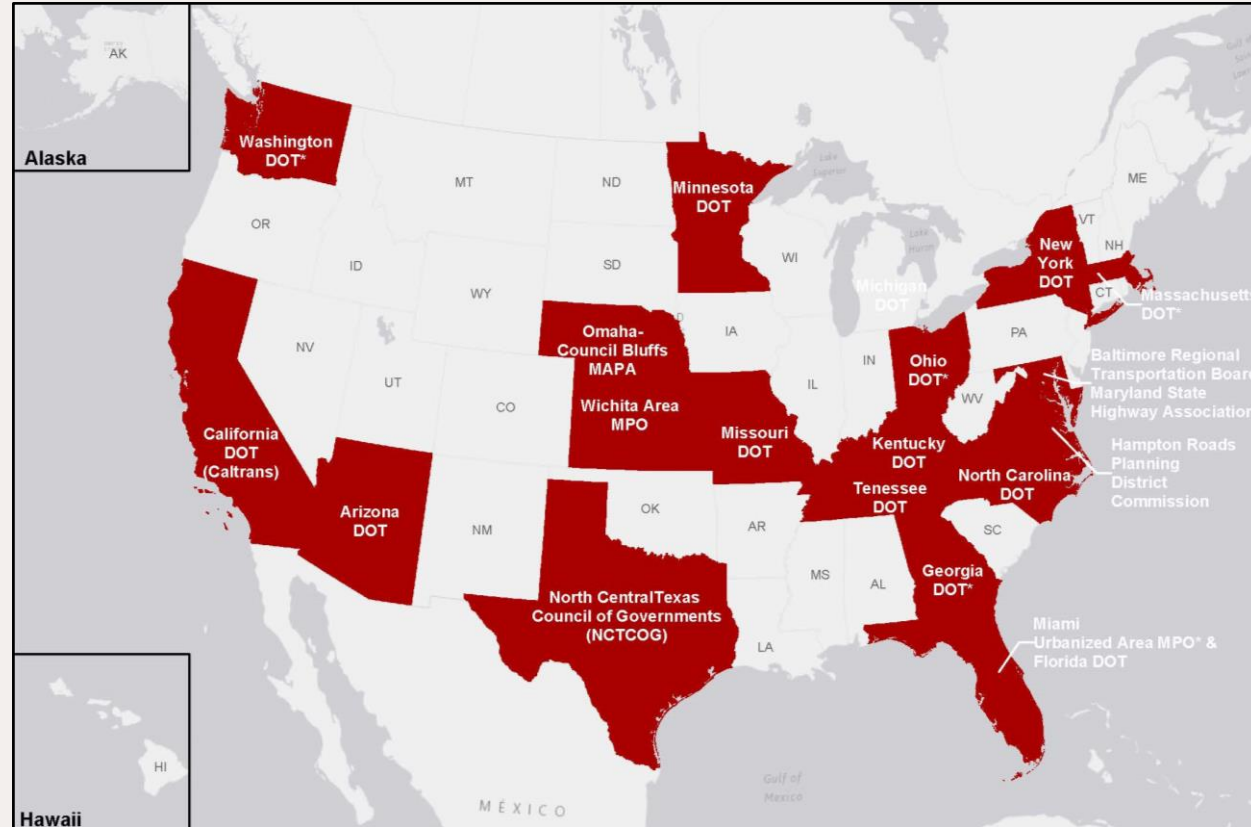 AK
Alaska
Washington
DOT*
MT
ND
Minnesota
DOT
Lake
Superior
ME
VT
NH
OR
ID
WY
SD
WI
Lake
Huron
Michigan
DOT
New
York
DOT
CT
Massachusetts
DOT*
NV
UT
CO
Omaha-
Council Bluffs
MAPA
IA
IL
IN
Ohio
DOT*
PA
WV
Baltimore Regional
Transportation Board
Maryland State
Highway Association
California
DOT
(Caltrans)
Wichita Area
MPO
Missouri
DOT
Kentucky
DOT
Tenessee
DOT
North Carolina
DOT
Hampton Roads
Planning
District
Commission
Arizona
DOT
NM
OK
AR
MS
AL
SC
Georgia
DOT*
North CentralTexas
Council of Governments
(NCTCOG)
LA
Miami
Urbanized Area MPO* &
Florida DOT
HI
Hawaii
MÉXICO
Gulf of
Mexico